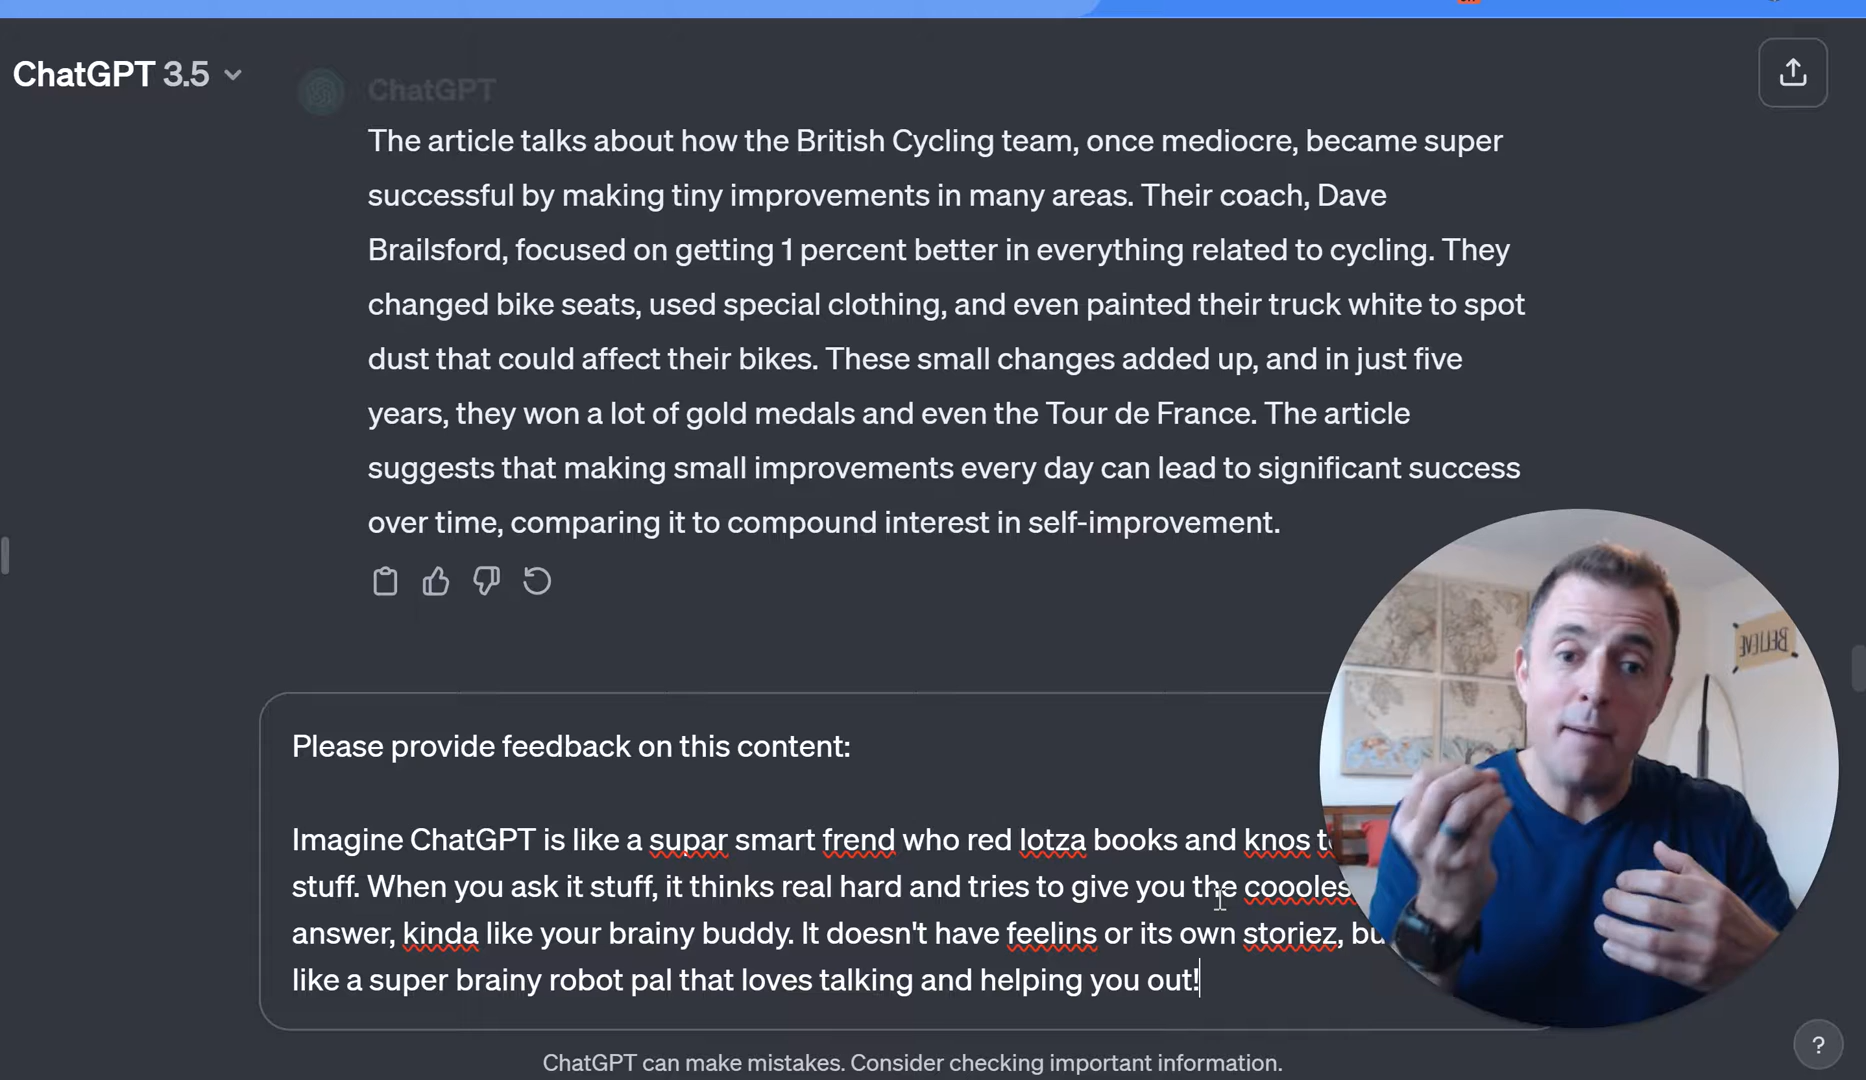 ChatGPT 3.5
ChatGPT
The article talks about how the British Cycling team, once mediocre, became super
successful by making tiny improvements in many areas. Their coach, Dave
Brailsford, focused on getting 1 percent better in everything related to cycling. They
changed bike seats, used special clothing, and even painted their truck white to spot
dust that could affect their bikes. These small changes added up, and in just five
years, they won a lot of gold medals and even the Tour de France. The article
suggests that making small improvements every day can lead to significant success
over time, comparing it to compound interest in self-improvement.
BELIEVE
Please provide feedback on this content:
Imagine ChatGPT is like a supar smart frend who red lotza books and knos
stuff. When you ask it stuff, it thinks real hard and tries to give you the coooles
answer, kinda like your brainy buddy. It doesn't have feelins or its own storiez,
like a super brainy robot pal that loves talking and helping you out!
?
ChatGPT can make mistakes. Consider checking important information.